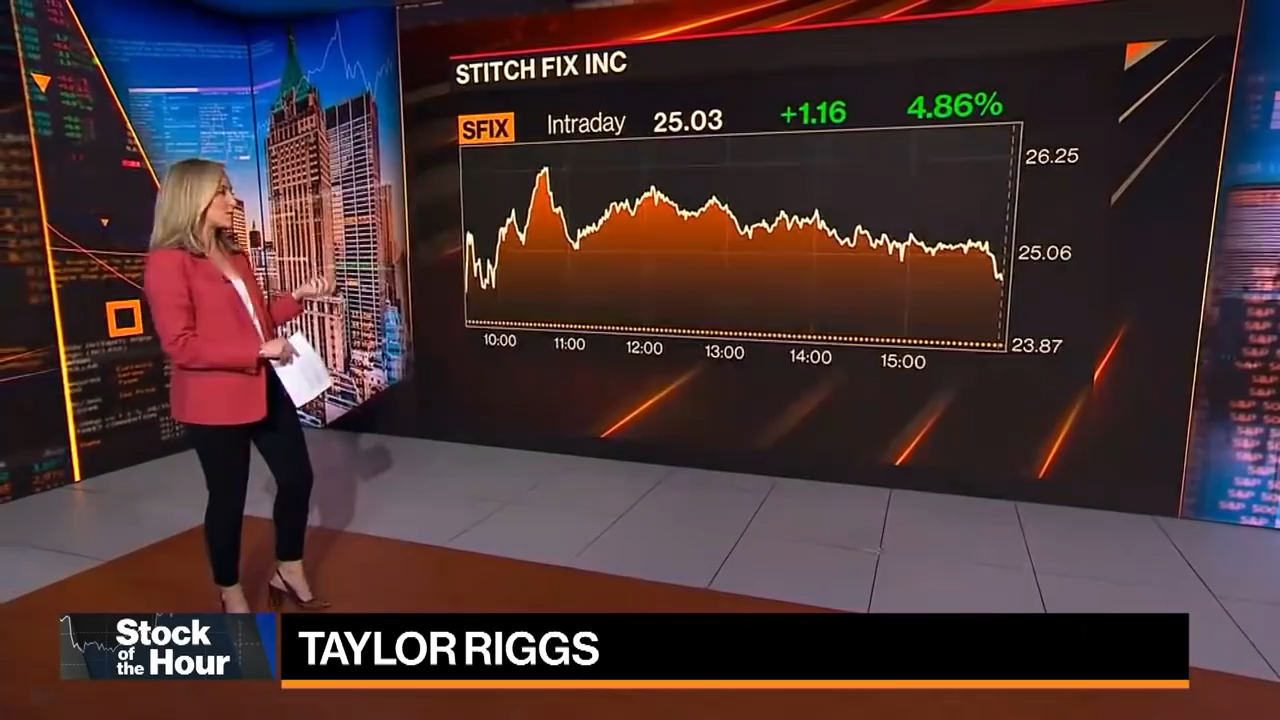 STITCH FIX INC
SFIX Intraday 25.03 +1.16 4.86%
26.25
25.06
23.87
10:00 11:00 12:00 13:00 14:00 15:00
Stock
of
the Hour
TAYLOR RIGGS